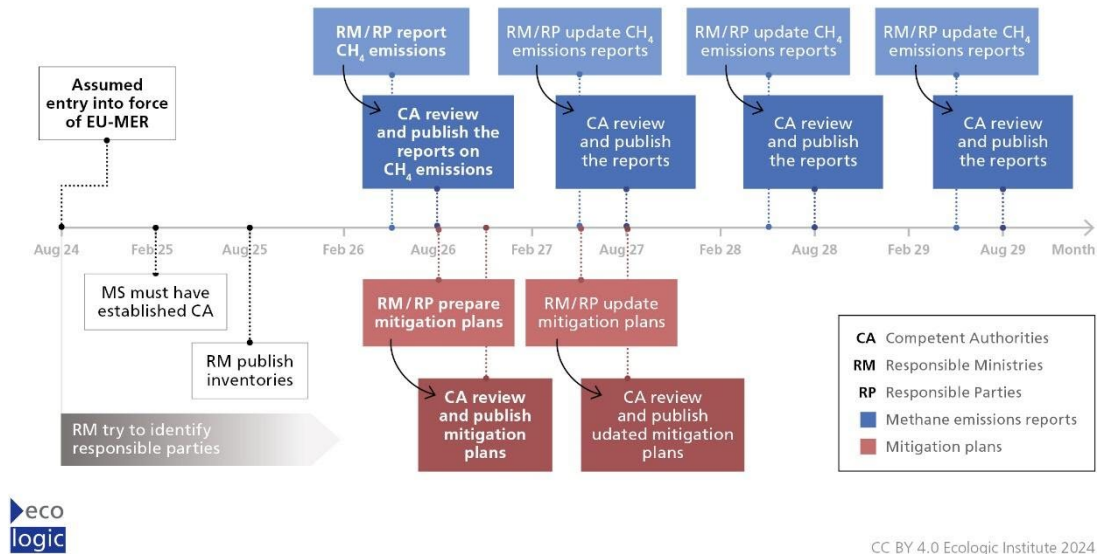 RM/RP report
CH₄ emissions
RM/RP update CH₄
emissions reports
RM/RP update CH₄
emissions reports
RM/RP update CH₄
emissions reports
Assumed
entry into force
of EU-MER
CA review
and publish the
reports on
CH₄ emissions
CA review
and publish
the reports
CA review
and publish
the reports
CA review
and publish
the reports
Aug 24
Feb 25
Aug 25
Feb 26
Aug 26
Feb 27
Aug 27
Feb 28
Aug 28
Feb 29
Aug 29
Month
MS must have
established CA
RM publish
inventories
RM/RP prepare
mitigation plans
RM/RP update
mitigation plans
RM try to identify
responsible parties
CA review
and publish
mitigation
plans
CA review
and publish
udated mitigation
plans
CA Competent Authorities
RM Responsible Ministries
RP Responsible Parties
Methane emissions reports
Mitigation plans
eco
logic
CC BY 4.0 Ecologic Institute 2024